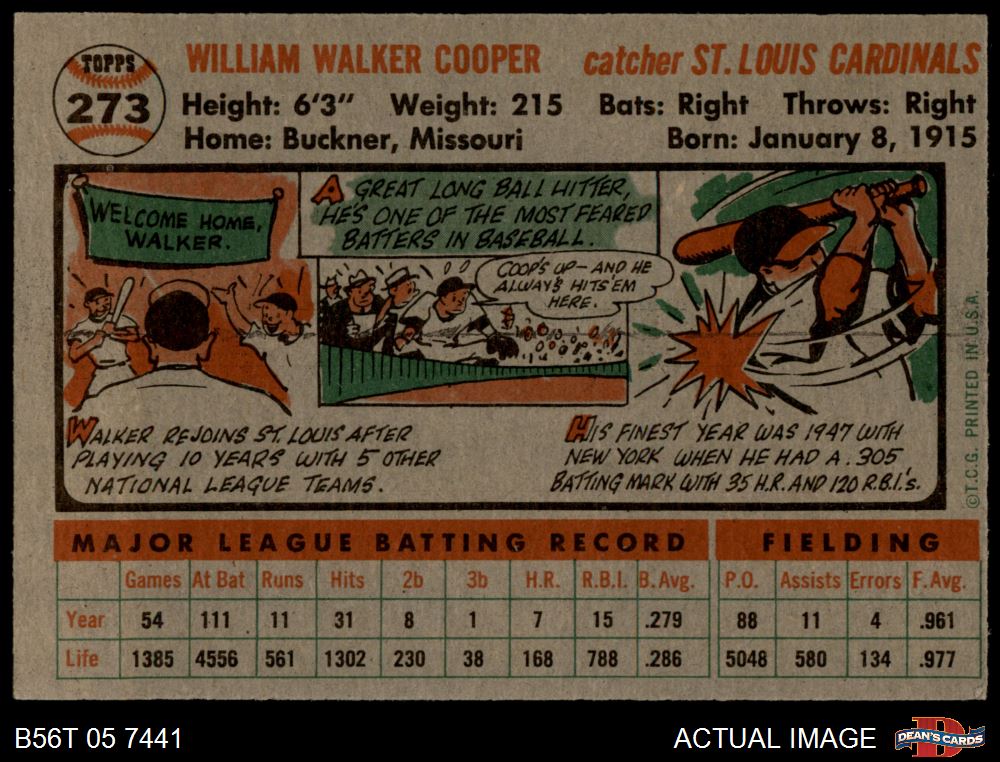 TOPPS
273
WILLIAM WALKER COOPER catcher ST. LOUIS CARDINALS
Height: 6'3" Weight: 215 Bats: Right Throws: Right
Home: Buckner, Missouri Born: January 8, 1915
WELCOME HOME,
WALKER.
A GREAT LONG BALL HITTER,
HE'S ONE OF THE MOST FEARED
BATTERS IN BASEBALL.
COOP'S UP—AND HE
ALWAYS HITS 'EM
HERE.
WALKER REJOINS ST. LOUIS AFTER
PLAYING 10 YEARS WITH 5 OTHER
NATIONAL LEAGUE TEAMS.
HIS FINEST YEAR WAS 1947 WITH
NEW YORK WHEN HE HAD A .305
BATTING MARK WITH 35 H.R. AND 120 R.B.I.'s.
©T.C.G. PRINTED IN U.S.A.
MAJOR LEAGUE BATTING RECORD FIELDING
Games At Bat Runs Hits 2b 3b H.R. R.B.I. B.Avg. P.O. Assists Errors F.Avg.
Year 54 111 11 31 8 1 7 15 .279 88 11 4 .961
Life 1385 4556 561 1302 230 38 168 788 .286 5048 580 134 .977
B56T 05 7441 ACTUAL IMAGE DEAN'S CARDS